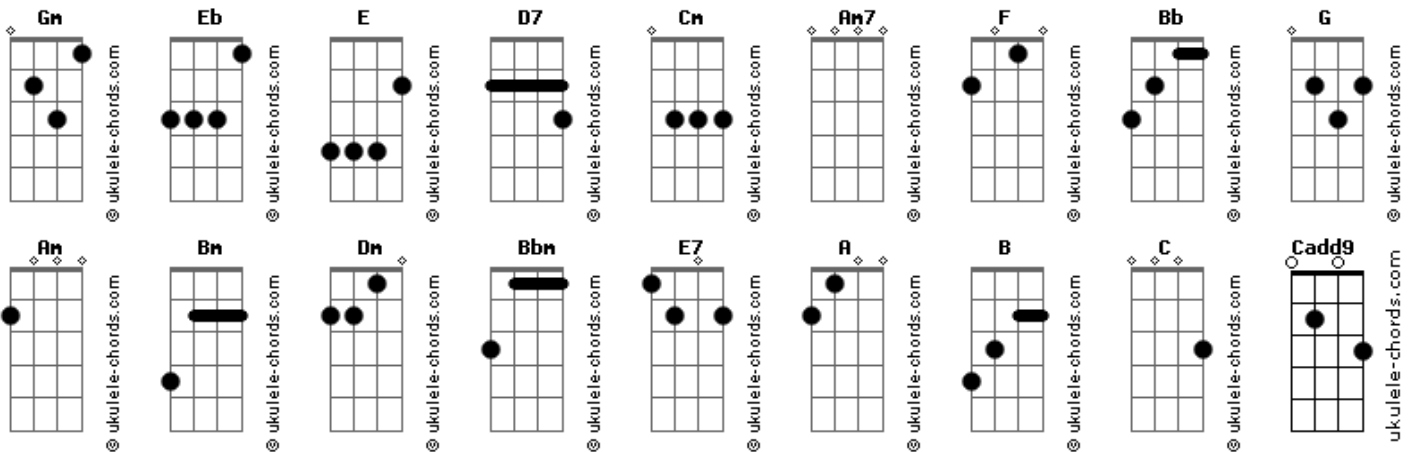 Gm Eb E D7 Cm Am7 F Bb G
© ukulele-chords.com © ukulele-chords.com © ukulele-chords.com © ukulele-chords.com © ukulele-chords.com © ukulele-chords.com © ukulele-chords.com © ukulele-chords.com © ukulele-chords.com
Am Bm Dm Bbm E7 A B C Cadd9
© ukulele-chords.com © ukulele-chords.com © ukulele-chords.com © ukulele-chords.com © ukulele-chords.com © ukulele-chords.com © ukulele-chords.com © ukulele-chords.com ukulele-chords.com